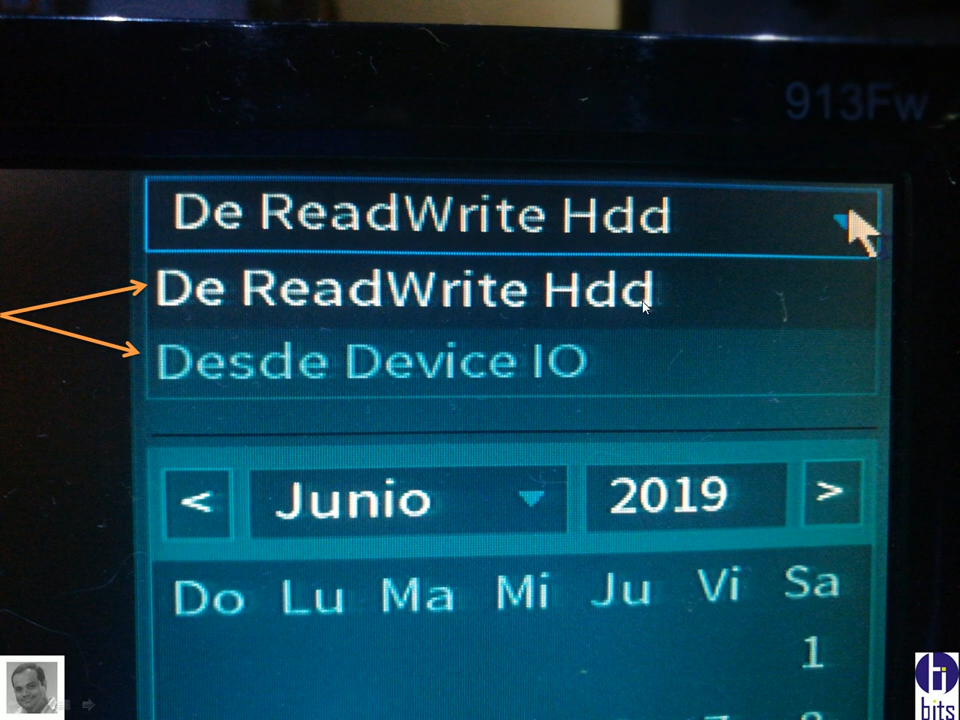 913Fw
De ReadWrite Hdd
De ReadWrite Hdd
Desde Device IO
< Junio 2019 >
Do Lu Ma Mi Ju Vi Sa
1
bits